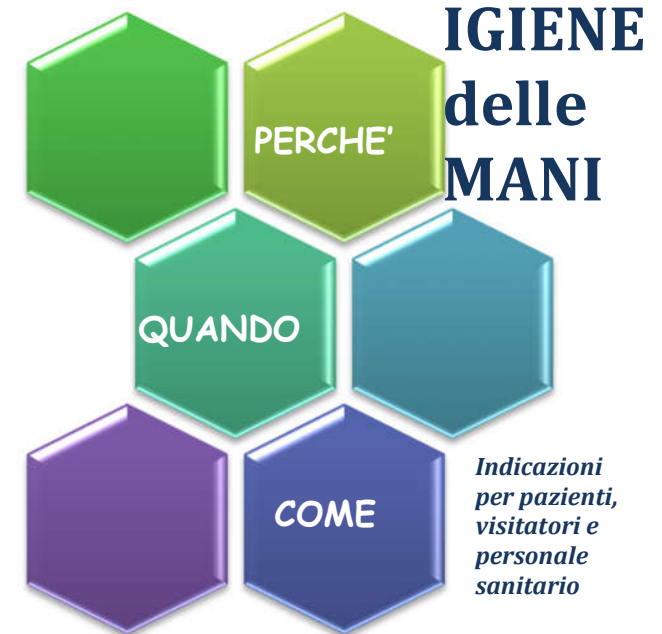 IGIENE
delle
MANI
PERCHE'
QUANDO
COME
Indicazioni
per pazienti,
visitatori e
personale
sanitario